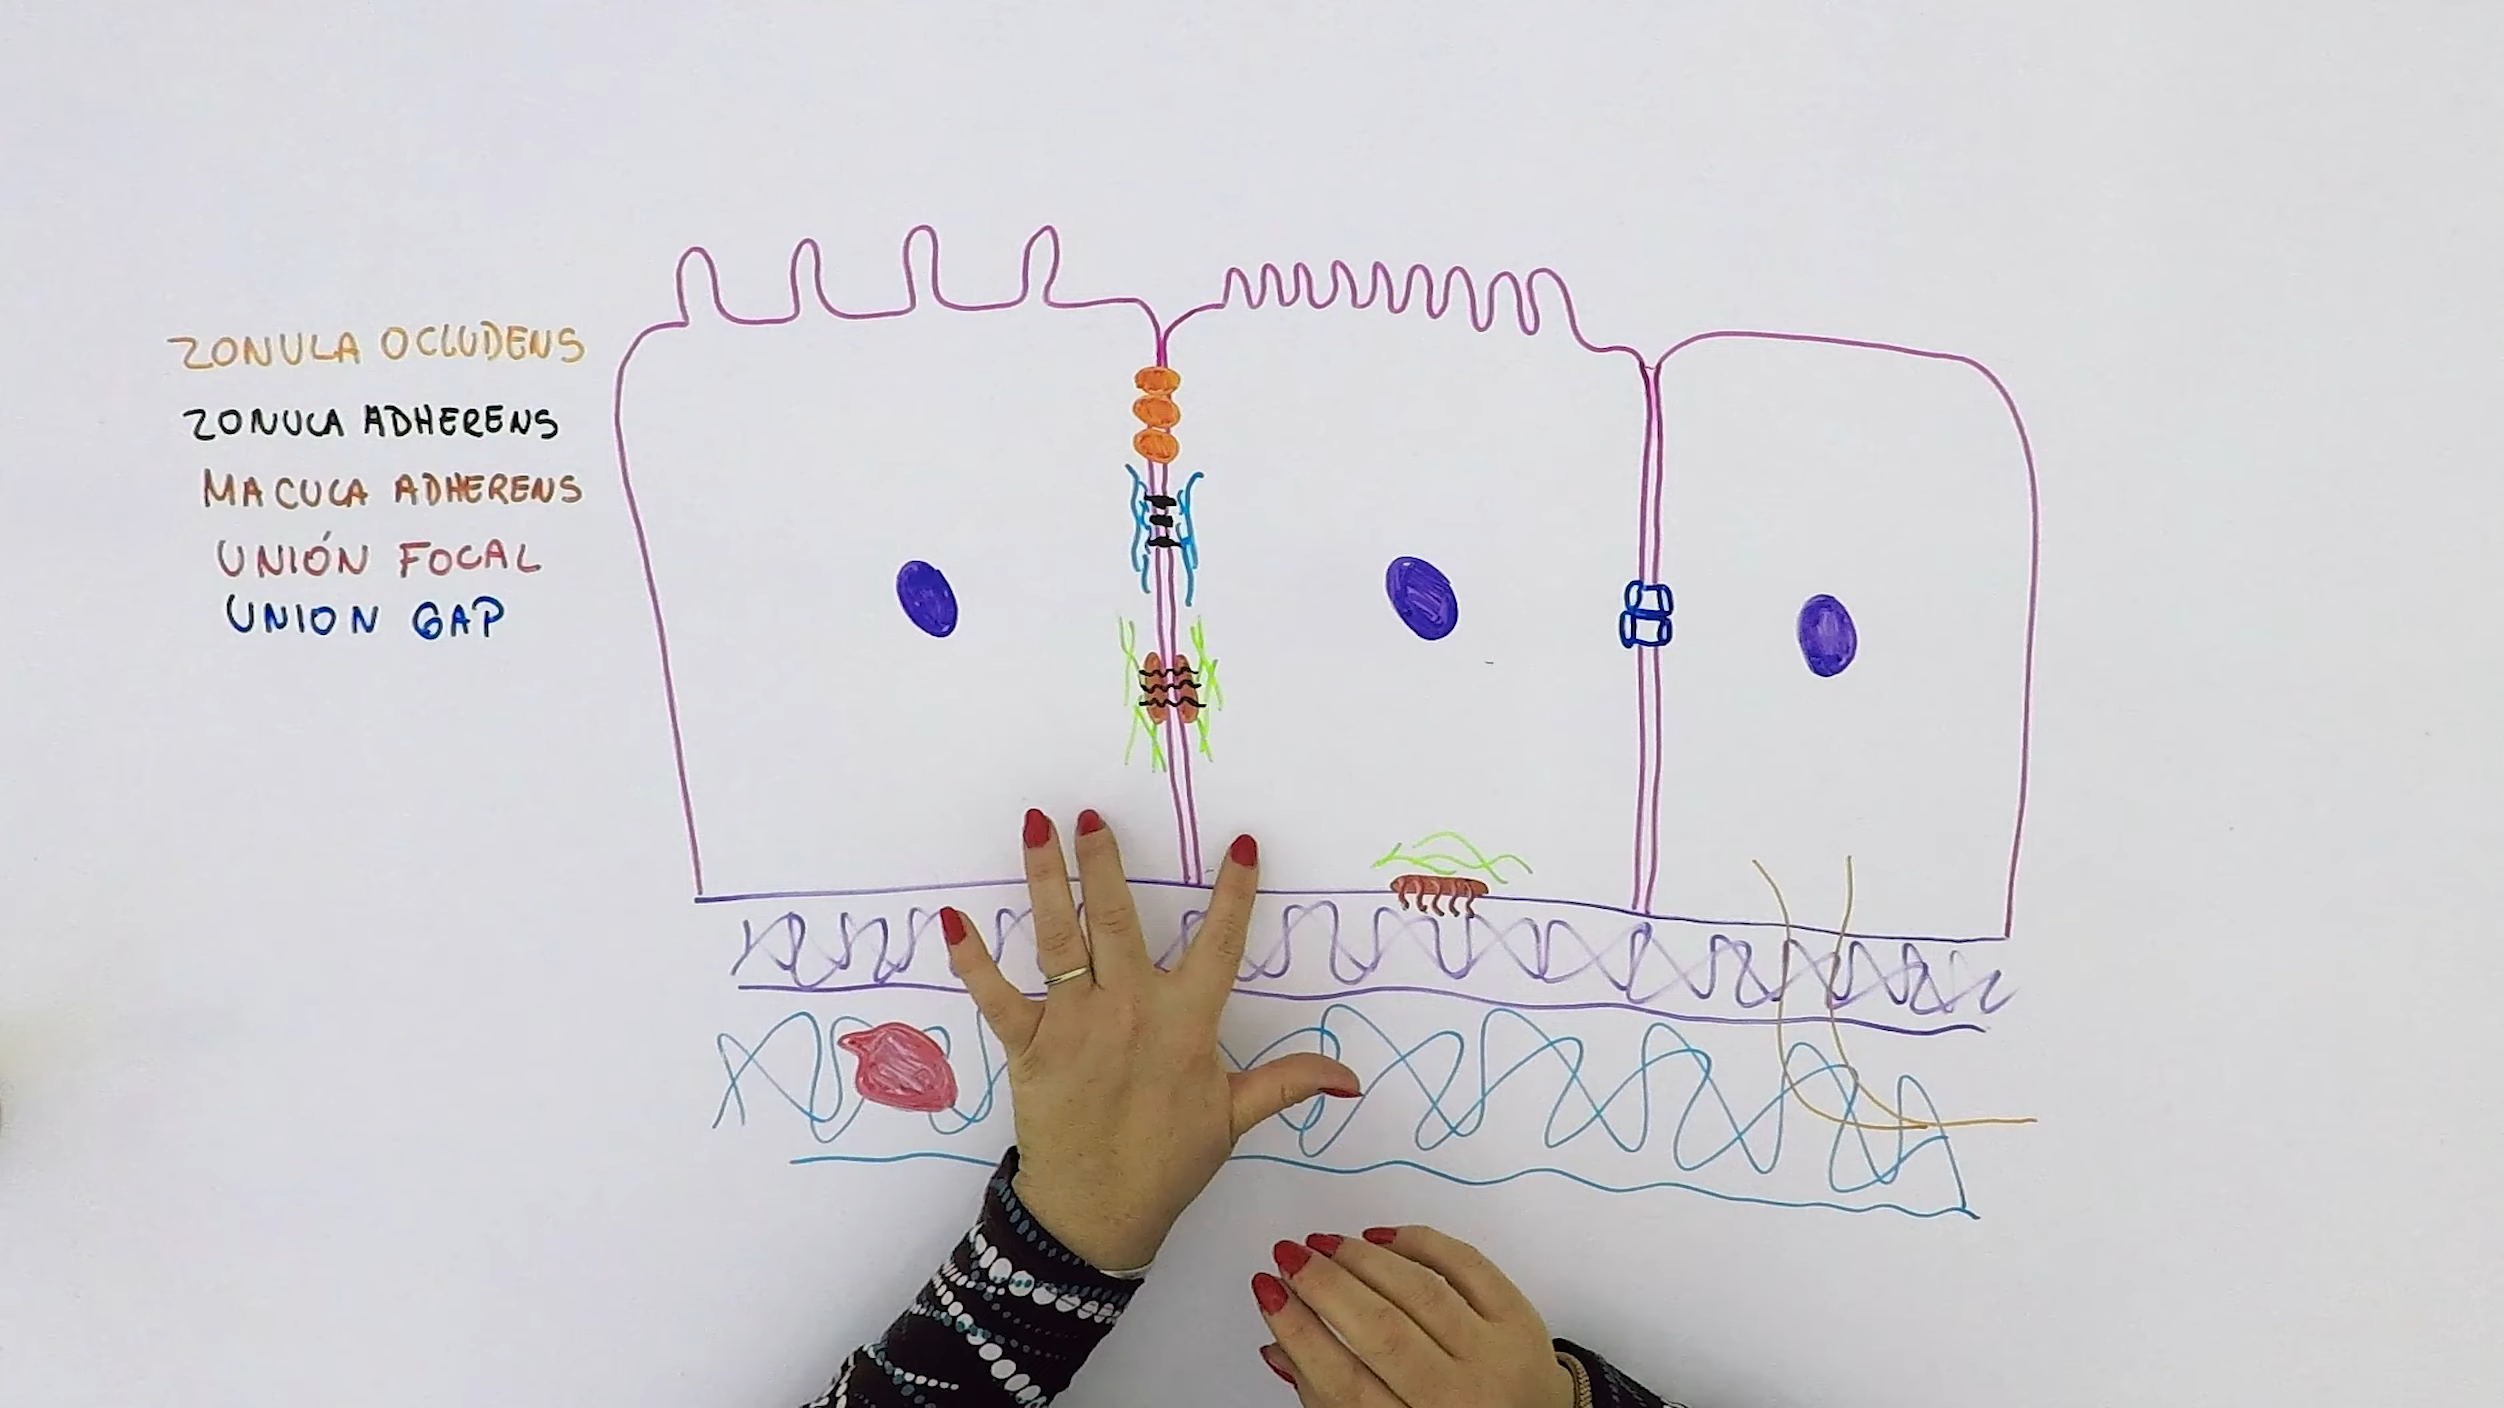 ZONULA OCLUDENS
ZONULA ADHERENS
MACULA ADHERENS
UNIÓN FOCAL
UNION GAP